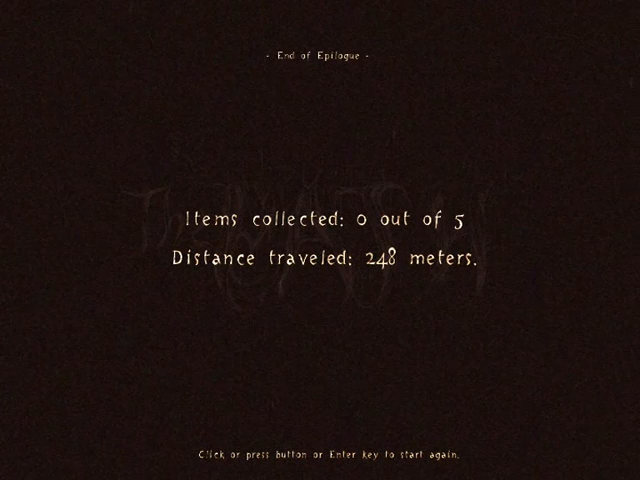 - End of Epilogue -
Items collected: 0 out of 5
Distance traveled: 248 meters.
Click or press button or Enter key to start again.